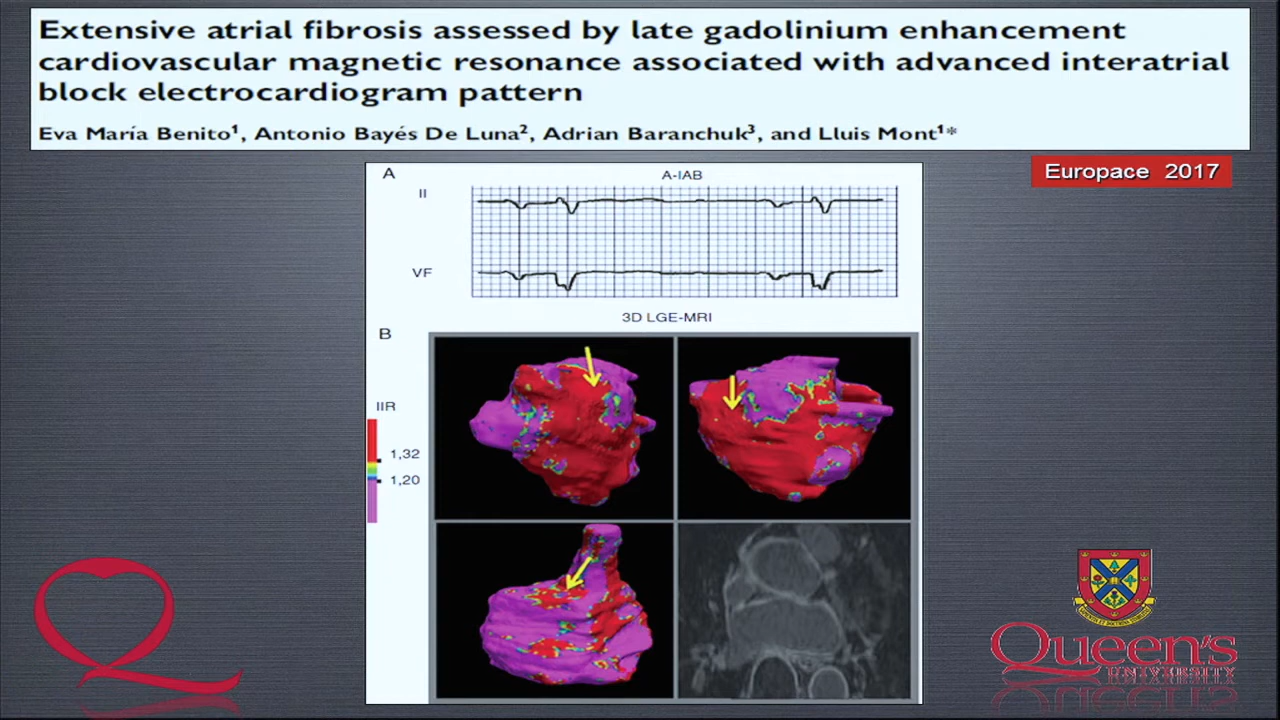 Extensive atrial fibrosis assessed by late gadolinium enhancement
cardiovascular magnetic resonance associated with advanced interatrial
block electrocardiogram pattern
Eva María Benito¹, Antonio Bayés De Luna², Adrian Baranchuk³, and Lluis Mont¹*
Europace 2017
A
A-IAB
II
VF
3D LGE-MRI
B
IIR
1,32
1,20
Queen's
UNIVERSITY